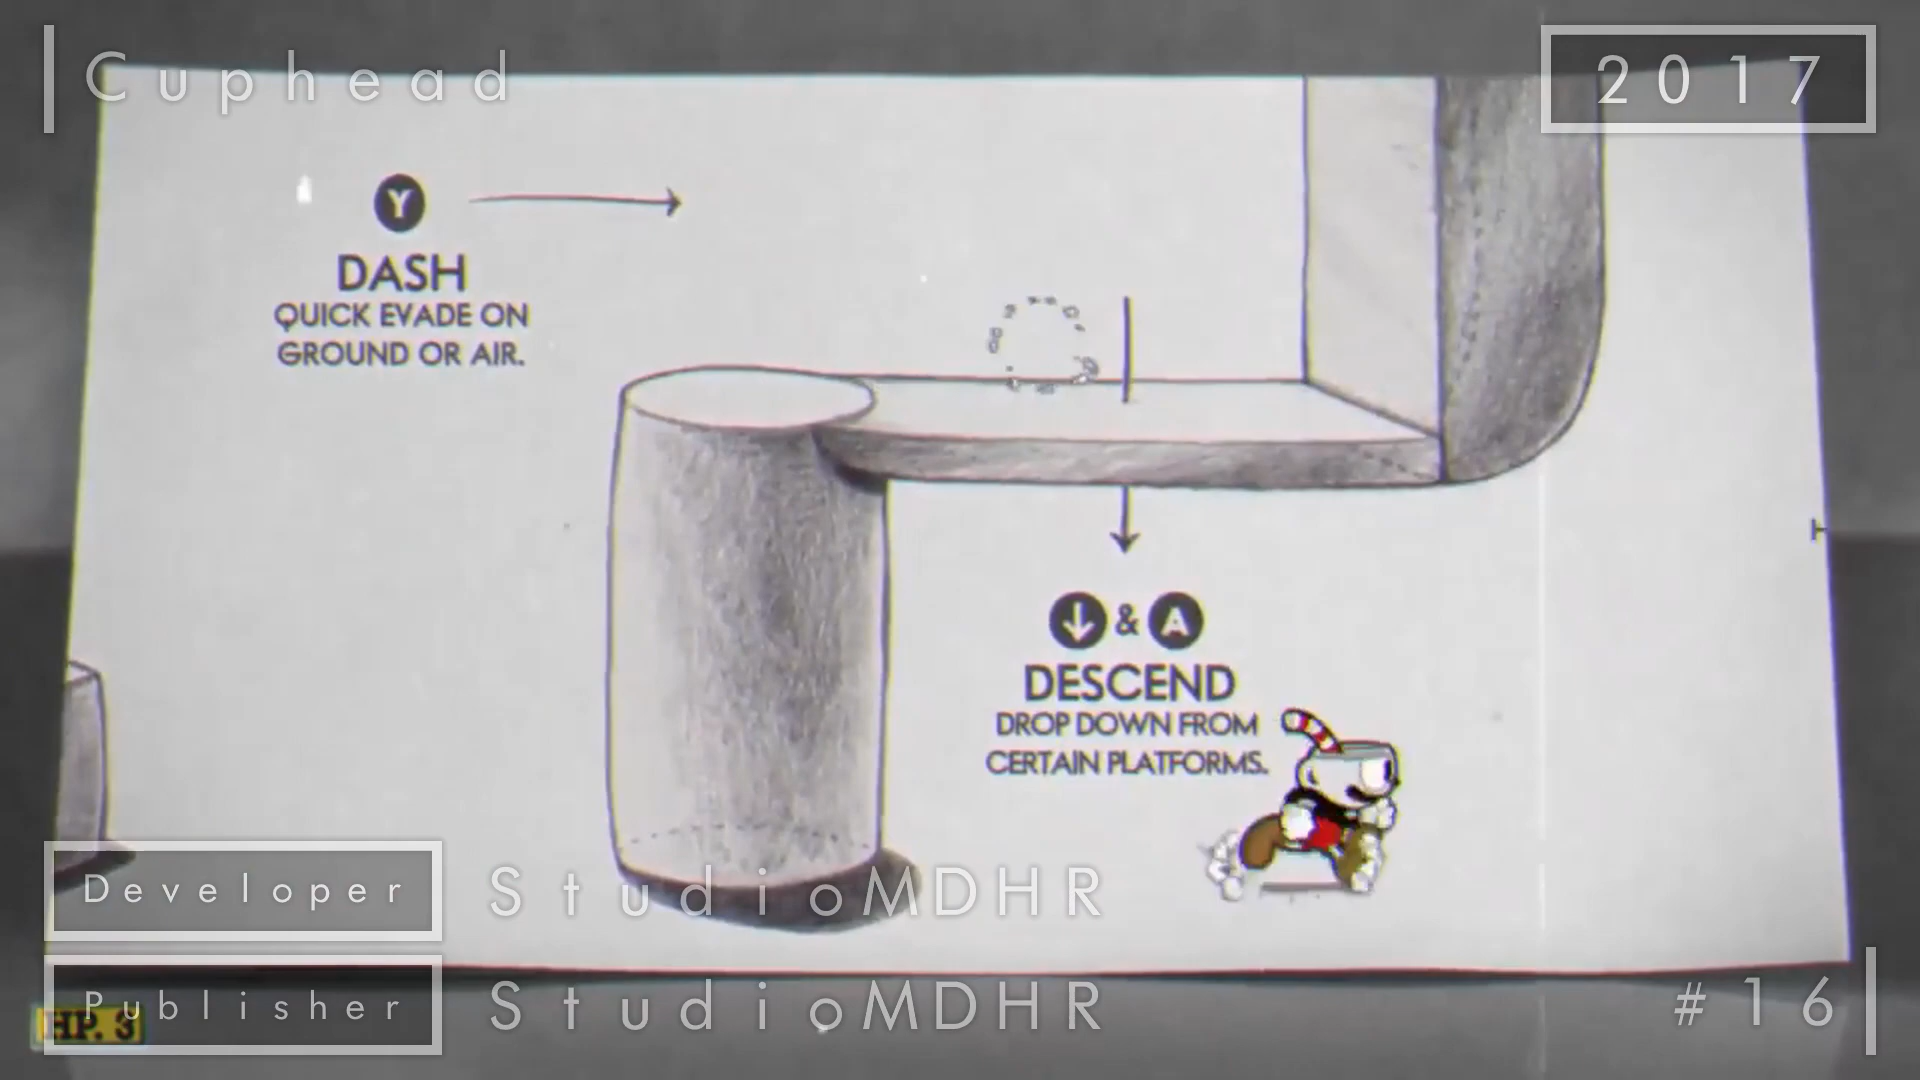 Cuphead
2017
Y
DASH
QUICK EVADE ON
GROUND OR AIR.
& A
DESCEND
DROP DOWN FROM
CERTAIN PLATFORMS.
Developer StudioMDHR
Publisher StudioMDHR
HP. 3
#16